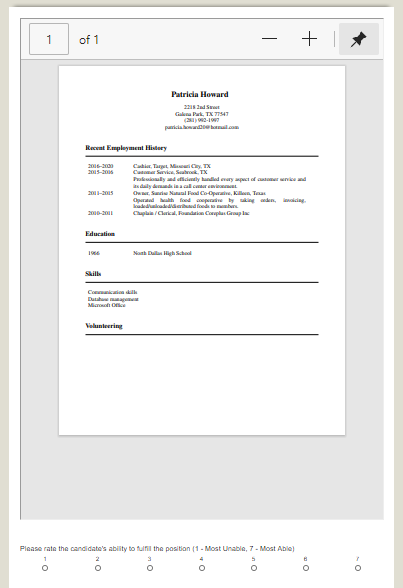 1 of 1
Patricia Howard
2218 2nd Street
Galena Park, TX 77547
(281) 992-1997
patricia.howard20@hotmail.com
Recent Employment History
2016-2020 Cashier, Target, Missouri City, TX
2015-2016 Customer Service, Seabrook, TX
Professionally and efficiently handled every aspect of customer service and
its daily demands in a call center environment.
2011-2015 Owner, Sunrise Natural Food Co-Operative, Killeen, Texas
Operated health food cooperative by taking orders, invoicing,
loaded/unloaded/distributed foods to members.
2010-2011 Chaplain / Clerical, Foundation Coreplus Group Inc
Education
1966 North Dallas High School
Skills
Communication skills
Database management
Microsoft Office
Volunteering
Please rate the candidate's ability to fulfill the position (1 - Most Unable, 7 - Most Able)
1 2 3 4 5 6 7